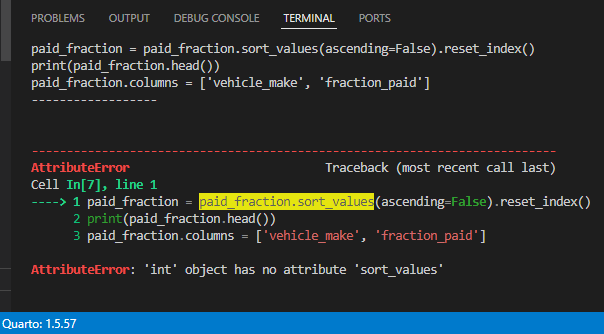 PROBLEMS OUTPUT DEBUG CONSOLE TERMINAL PORTS
paid_fraction = paid_fraction.sort_values(ascending=False).reset_index()
print(paid_fraction.head())
paid_fraction.columns = ['vehicle_make', 'fraction_paid']
------------------
---------------------------------------------------------------------------
AttributeError Traceback (most recent call last)
Cell In[7], line 1
----> 1 paid_fraction = paid_fraction.sort_values(ascending=False).reset_index()
2 print(paid_fraction.head())
3 paid_fraction.columns = ['vehicle_make', 'fraction_paid']
AttributeError: 'int' object has no attribute 'sort_values'
Quarto: 1.5.57